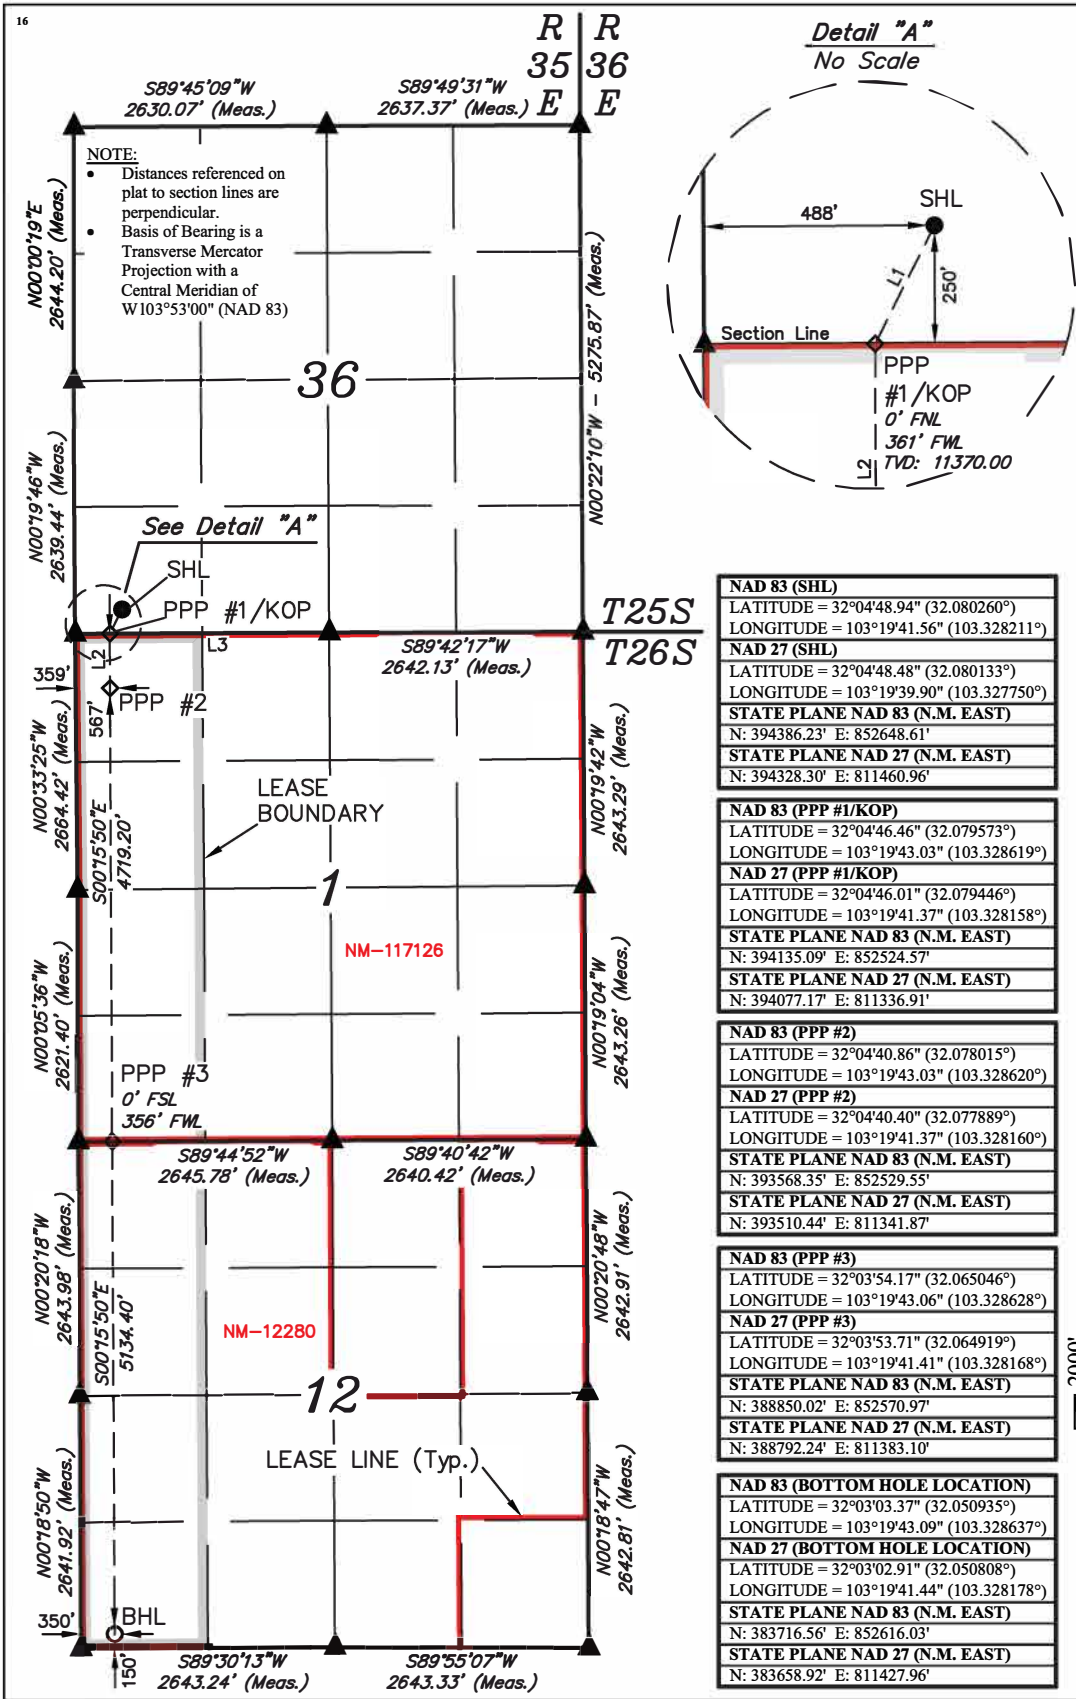 16
R R
35 36
E E
Detail "A"
No Scale
S89°45'09"W
2630.07' (Meas.)
S89°49'31"W
2637.37' (Meas.)
NOTE:
• Distances referenced on
plat to section lines are
perpendicular.
• Basis of Bearing is a
Transverse Mercator
Projection with a
Central Meridian of
W103°53'00" (NAD 83)
N00°00'19"E
2644.20' (Meas.)
N00°22'10"W - 5275.87' (Meas.)
36
N00°19'46"W
2639.44' (Meas.)
SHL
488'
L1
250'
Section Line
PPP
#1/KOP
0' FNL
361' FWL
TVD: 11370.00
L2
See Detail "A"
SHL
PPP #1/KOP
T25S
T26S
L2
L3
S89°42'17"W
2642.13' (Meas.)
359'
PPP #2
567'
N00°33'25"W
2664.42' (Meas.)
S00°15'50"E
4719.20'
LEASE
BOUNDARY
N00°19'42"W
2643.29' (Meas.)
1
NM-117126
N00°05'36"W
2621.40' (Meas.)
N00°19'04"W
2643.26' (Meas.)
PPP #3
0' FSL
356' FWL
S89°44'52"W
2645.78' (Meas.)
S89°40'42"W
2640.42' (Meas.)
N00°20'18"W
2643.98' (Meas.)
S00°15'50"E
5134.40'
N00°20'48"W
2642.91' (Meas.)
NM-12280
12
LEASE LINE (Typ.)
N00°18'50"W
2641.92' (Meas.)
N00°18'47"W
2642.81' (Meas.)
350'
BHL
150'
S89°30'13"W
2643.24' (Meas.)
S89°55'07"W
2643.33' (Meas.)
NAD 83 (SHL)
LATITUDE = 32°04'48.94" (32.080260°)
LONGITUDE = 103°19'41.56" (103.328211°)
NAD 27 (SHL)
LATITUDE = 32°04'48.48" (32.080133°)
LONGITUDE = 103°19'39.90" (103.327750°)
STATE PLANE NAD 83 (N.M. EAST)
N: 394386.23' E: 852648.61'
STATE PLANE NAD 27 (N.M. EAST)
N: 394328.30' E: 811460.96'
NAD 83 (PPP #1/KOP)
LATITUDE = 32°04'46.46" (32.079573°)
LONGITUDE = 103°19'43.03" (103.328619°)
NAD 27 (PPP #1/KOP)
LATITUDE = 32°04'46.01" (32.079446°)
LONGITUDE = 103°19'41.37" (103.328158°)
STATE PLANE NAD 83 (N.M. EAST)
N: 394135.09' E: 852524.57'
STATE PLANE NAD 27 (N.M. EAST)
N: 394077.17' E: 811336.91'
NAD 83 (PPP #2)
LATITUDE = 32°04'40.86" (32.078015°)
LONGITUDE = 103°19'43.03" (103.328620°)
NAD 27 (PPP #2)
LATITUDE = 32°04'40.40" (32.077889°)
LONGITUDE = 103°19'41.37" (103.328160°)
STATE PLANE NAD 83 (N.M. EAST)
N: 393568.35' E: 852529.55'
STATE PLANE NAD 27 (N.M. EAST)
N: 393510.44' E: 811341.87'
NAD 83 (PPP #3)
LATITUDE = 32°03'54.17" (32.065046°)
LONGITUDE = 103°19'43.06" (103.328628°)
NAD 27 (PPP #3)
LATITUDE = 32°03'53.71" (32.064919°)
LONGITUDE = 103°19'41.41" (103.328168°)
STATE PLANE NAD 83 (N.M. EAST)
N: 388850.02' E: 852570.97'
STATE PLANE NAD 27 (N.M. EAST)
N: 388792.24' E: 811383.10'
NAD 83 (BOTTOM HOLE LOCATION)
LATITUDE = 32°03'03.37" (32.050935°)
LONGITUDE = 103°19'43.09" (103.328637°)
NAD 27 (BOTTOM HOLE LOCATION)
LATITUDE = 32°03'02.91" (32.050808°)
LONGITUDE = 103°19'41.44" (103.328178°)
STATE PLANE NAD 83 (N.M. EAST)
N: 383716.56' E: 852616.03'
STATE PLANE NAD 27 (N.M. EAST)
N: 383658.92' E: 811427.96'
2000'